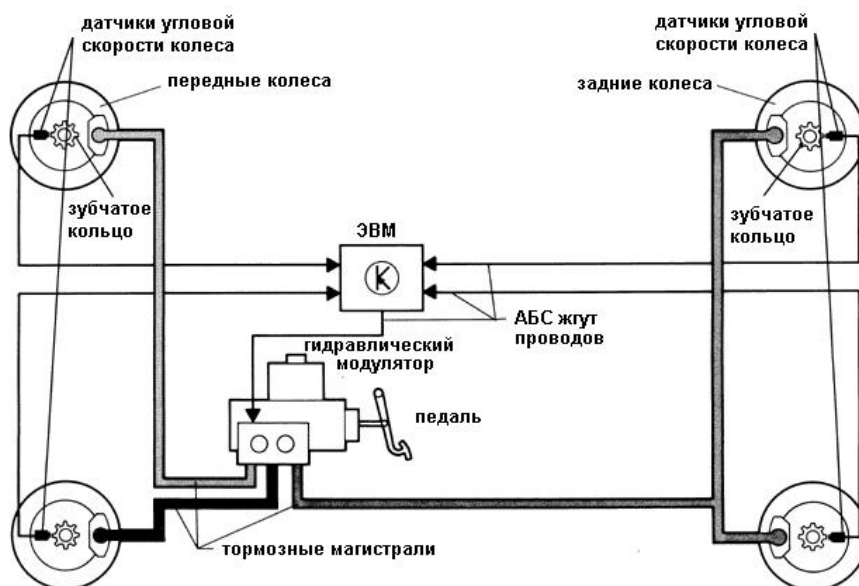 датчики угловой
скорости колеса
датчики угловой
скорости колеса
передные колеса
задние колеса
зубчатое
кольцо
зубчатое
кольцо
ЭВМ
АБС жгут
проводов
гидравлический
модулятор
педаль
тормозные магистрали